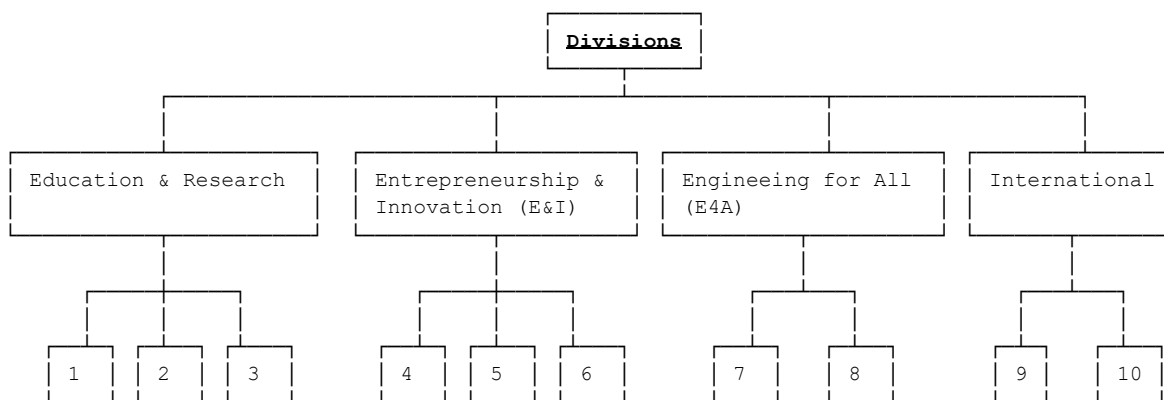 Divisions
Education & Research
Entrepreneurship &
Innovation (E&I)
Engineeing for All
(E4A)
International
1 2 3 4 5 6 7 8 9 10